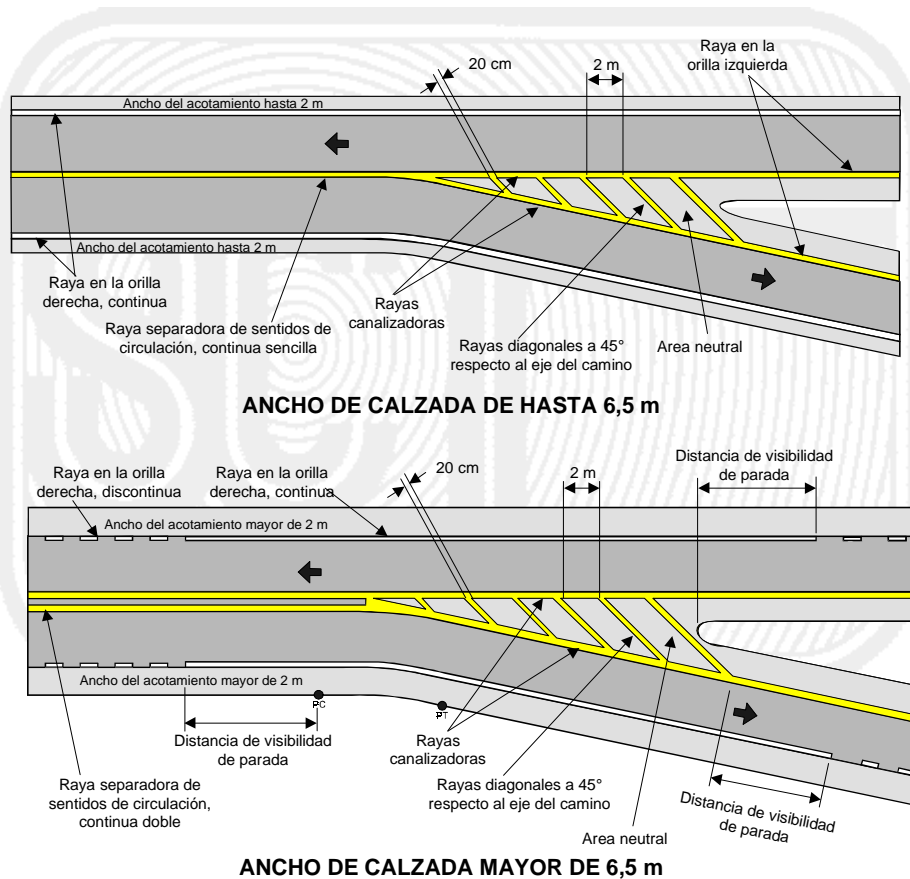 Raya en la
orilla izquierda
20 cm
2 m
Ancho del acotamiento hasta 2 m
Ancho del acotamiento hasta 2 m
Raya en la orilla
derecha, continua
Raya separadora de sentidos de
circulación, continua sencilla
Rayas
canalizadoras
Rayas diagonales a 45°
respecto al eje del camino
Area neutral
ANCHO DE CALZADA DE HASTA 6,5 m
Raya en la orilla
derecha, discontinua
Raya en la orilla
derecha, continua
20 cm
2 m
Distancia de visibilidad
de parada
Ancho del acotamiento mayor de 2 m
Ancho del acotamiento mayor de 2 m
PC
PT
Distancia de visibilidad
de parada
Rayas
canalizadoras
Raya separadora de
sentidos de circulación,
continua doble
Rayas diagonales a 45°
respecto al eje del camino
Distancia de visibilidad
de parada
Area neutral
ANCHO DE CALZADA MAYOR DE 6,5 m